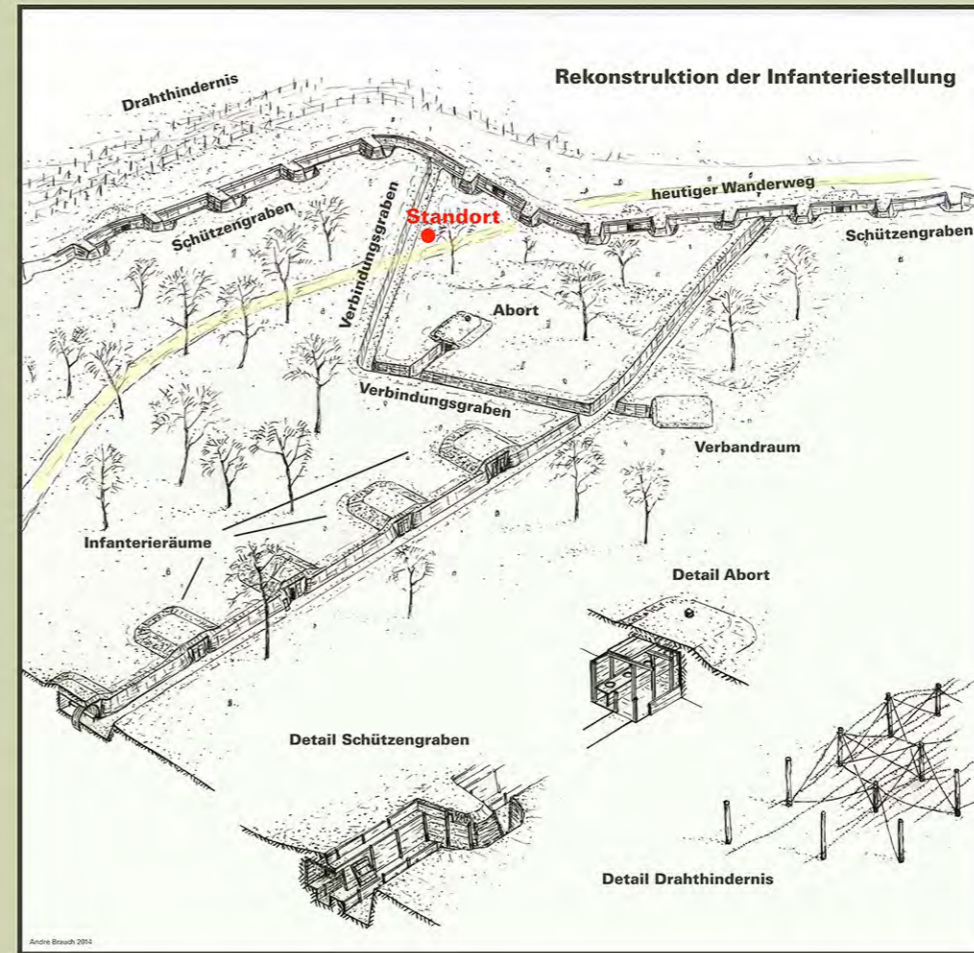 Rekonstruktion der Infanteriestellung
Drahthindernis
heutiger Wanderweg
Schützengraben
Verbindungsgraben
Standort
Schützengraben
Abort
Verbindungsgraben
Verbandraum
Infanterieräume
Detail Abort
Detail Schützengraben
Detail Drahthindernis
Andre Brauch 2014